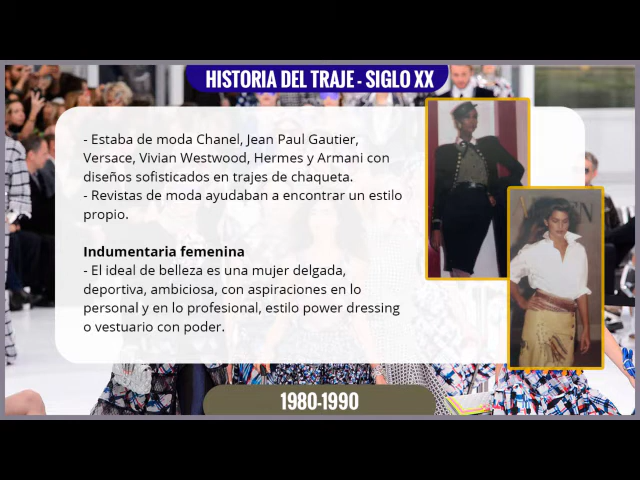 HISTORIA DEL TRAJE - SIGLO XX
- Estaba de moda Chanel, Jean Paul Gautier,
Versace, Vivian Westwood, Hermes y Armani con
diseños sofisticados en trajes de chaqueta.
- Revistas de moda ayudaban a encontrar un estilo
propio.
Indumentaria femenina
- El ideal de belleza es una mujer delgada,
deportiva, ambiciosa, con aspiraciones en lo
personal y en lo profesional, estilo power dressing
o vestuario con poder.
1980-1990